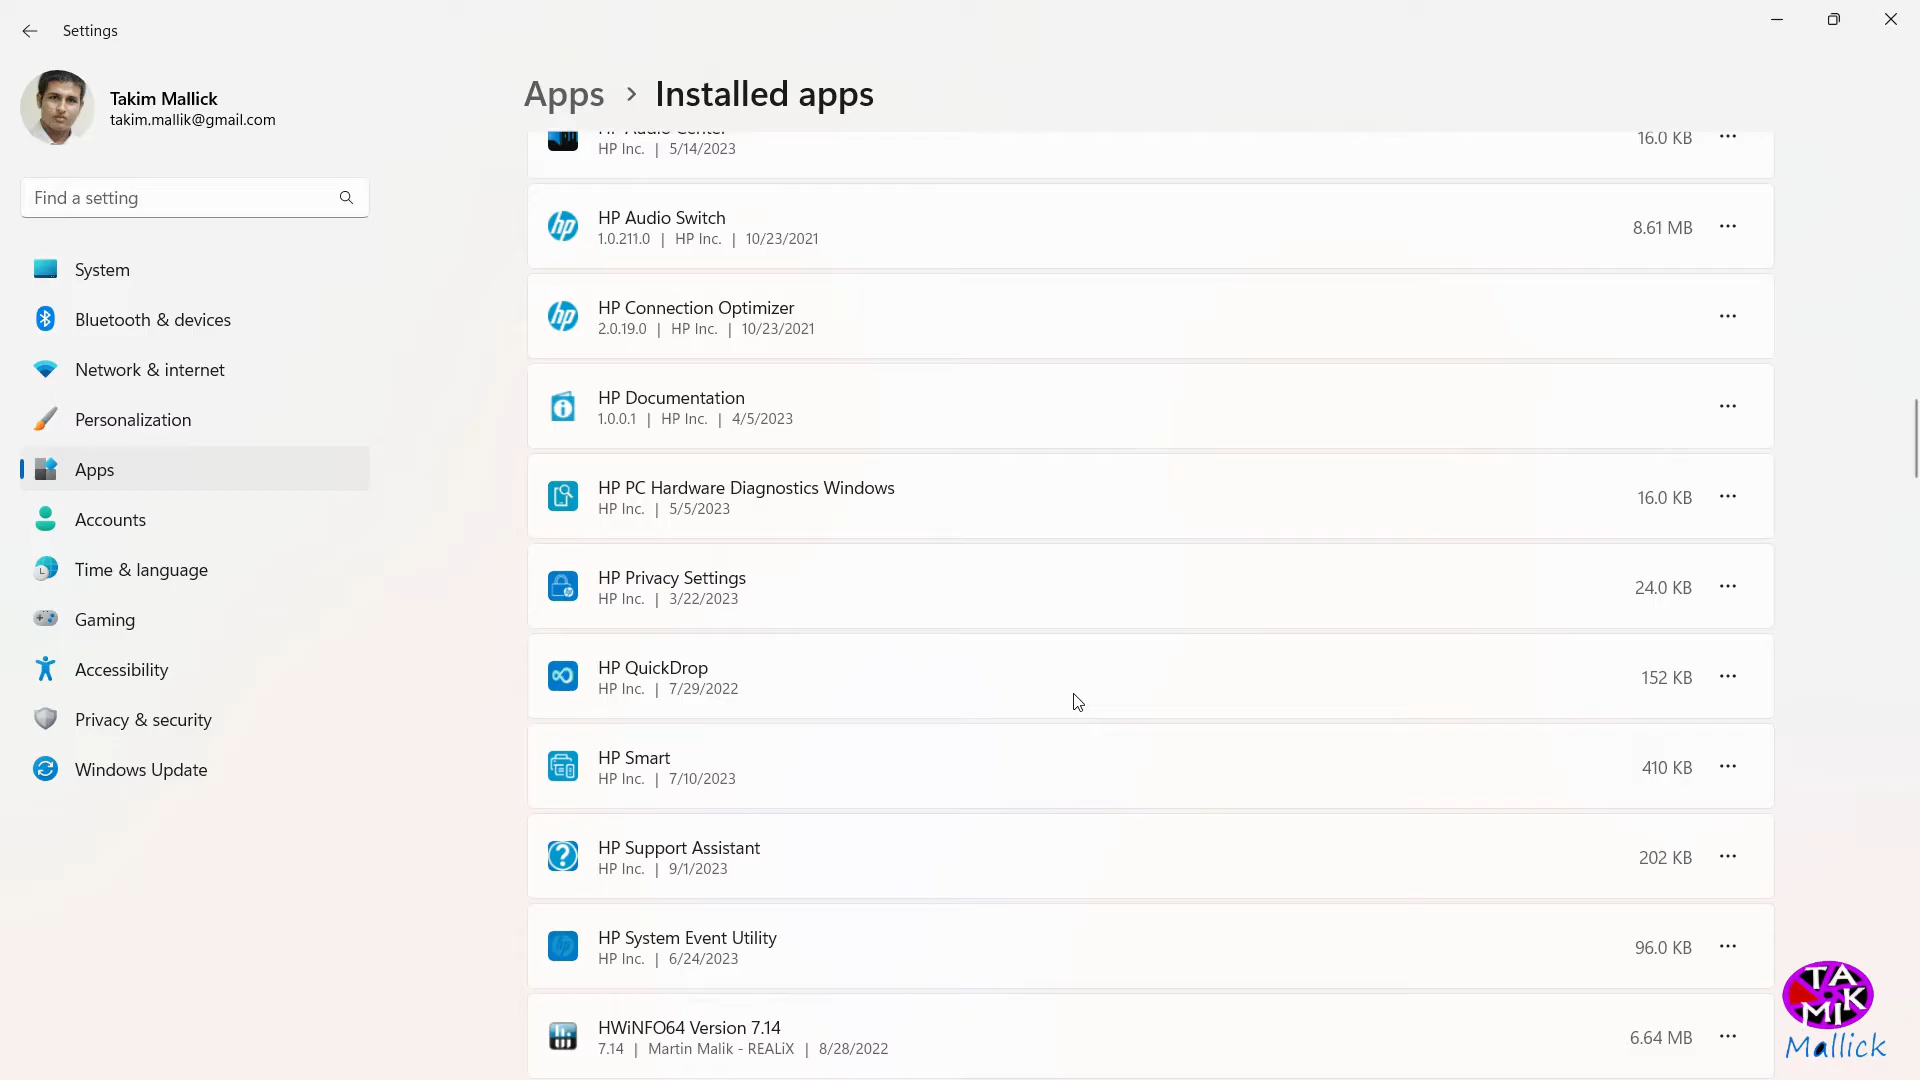 Settings
Takim Mallick
takim.mallik@gmail.com
Find a setting
System
Bluetooth & devices
Network & internet
Personalization
Apps
Accounts
Time & language
Gaming
Accessibility
Privacy & security
Windows Update
Apps > Installed apps
HP Audio Center
HP Inc. | 5/14/2023
16.0 KB
HP Audio Switch
1.0.211.0 | HP Inc. | 10/23/2021
8.61 MB
HP Connection Optimizer
2.0.19.0 | HP Inc. | 10/23/2021
HP Documentation
1.0.0.1 | HP Inc. | 4/5/2023
HP PC Hardware Diagnostics Windows
HP Inc. | 5/5/2023
16.0 KB
HP Privacy Settings
HP Inc. | 3/22/2023
24.0 KB
HP QuickDrop
HP Inc. | 7/29/2022
152 KB
HP Smart
HP Inc. | 7/10/2023
410 KB
HP Support Assistant
HP Inc. | 9/1/2023
202 KB
HP System Event Utility
HP Inc. | 6/24/2023
96.0 KB
HWiNFO64 Version 7.14
7.14 | Martin Malik - REALiX | 8/28/2022
6.64 MB
TAKIM
Mallick